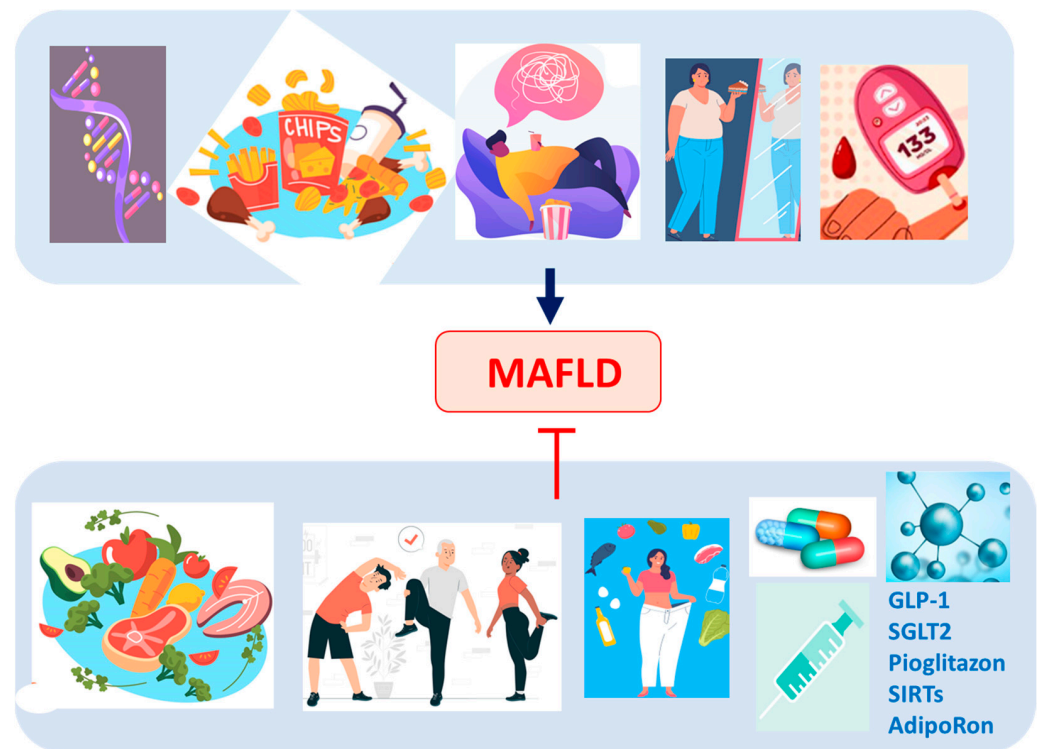 CHIPS
133
MAFLD
GLP-1
SGLT2
Pioglitazon
SIRTs
AdipoRon